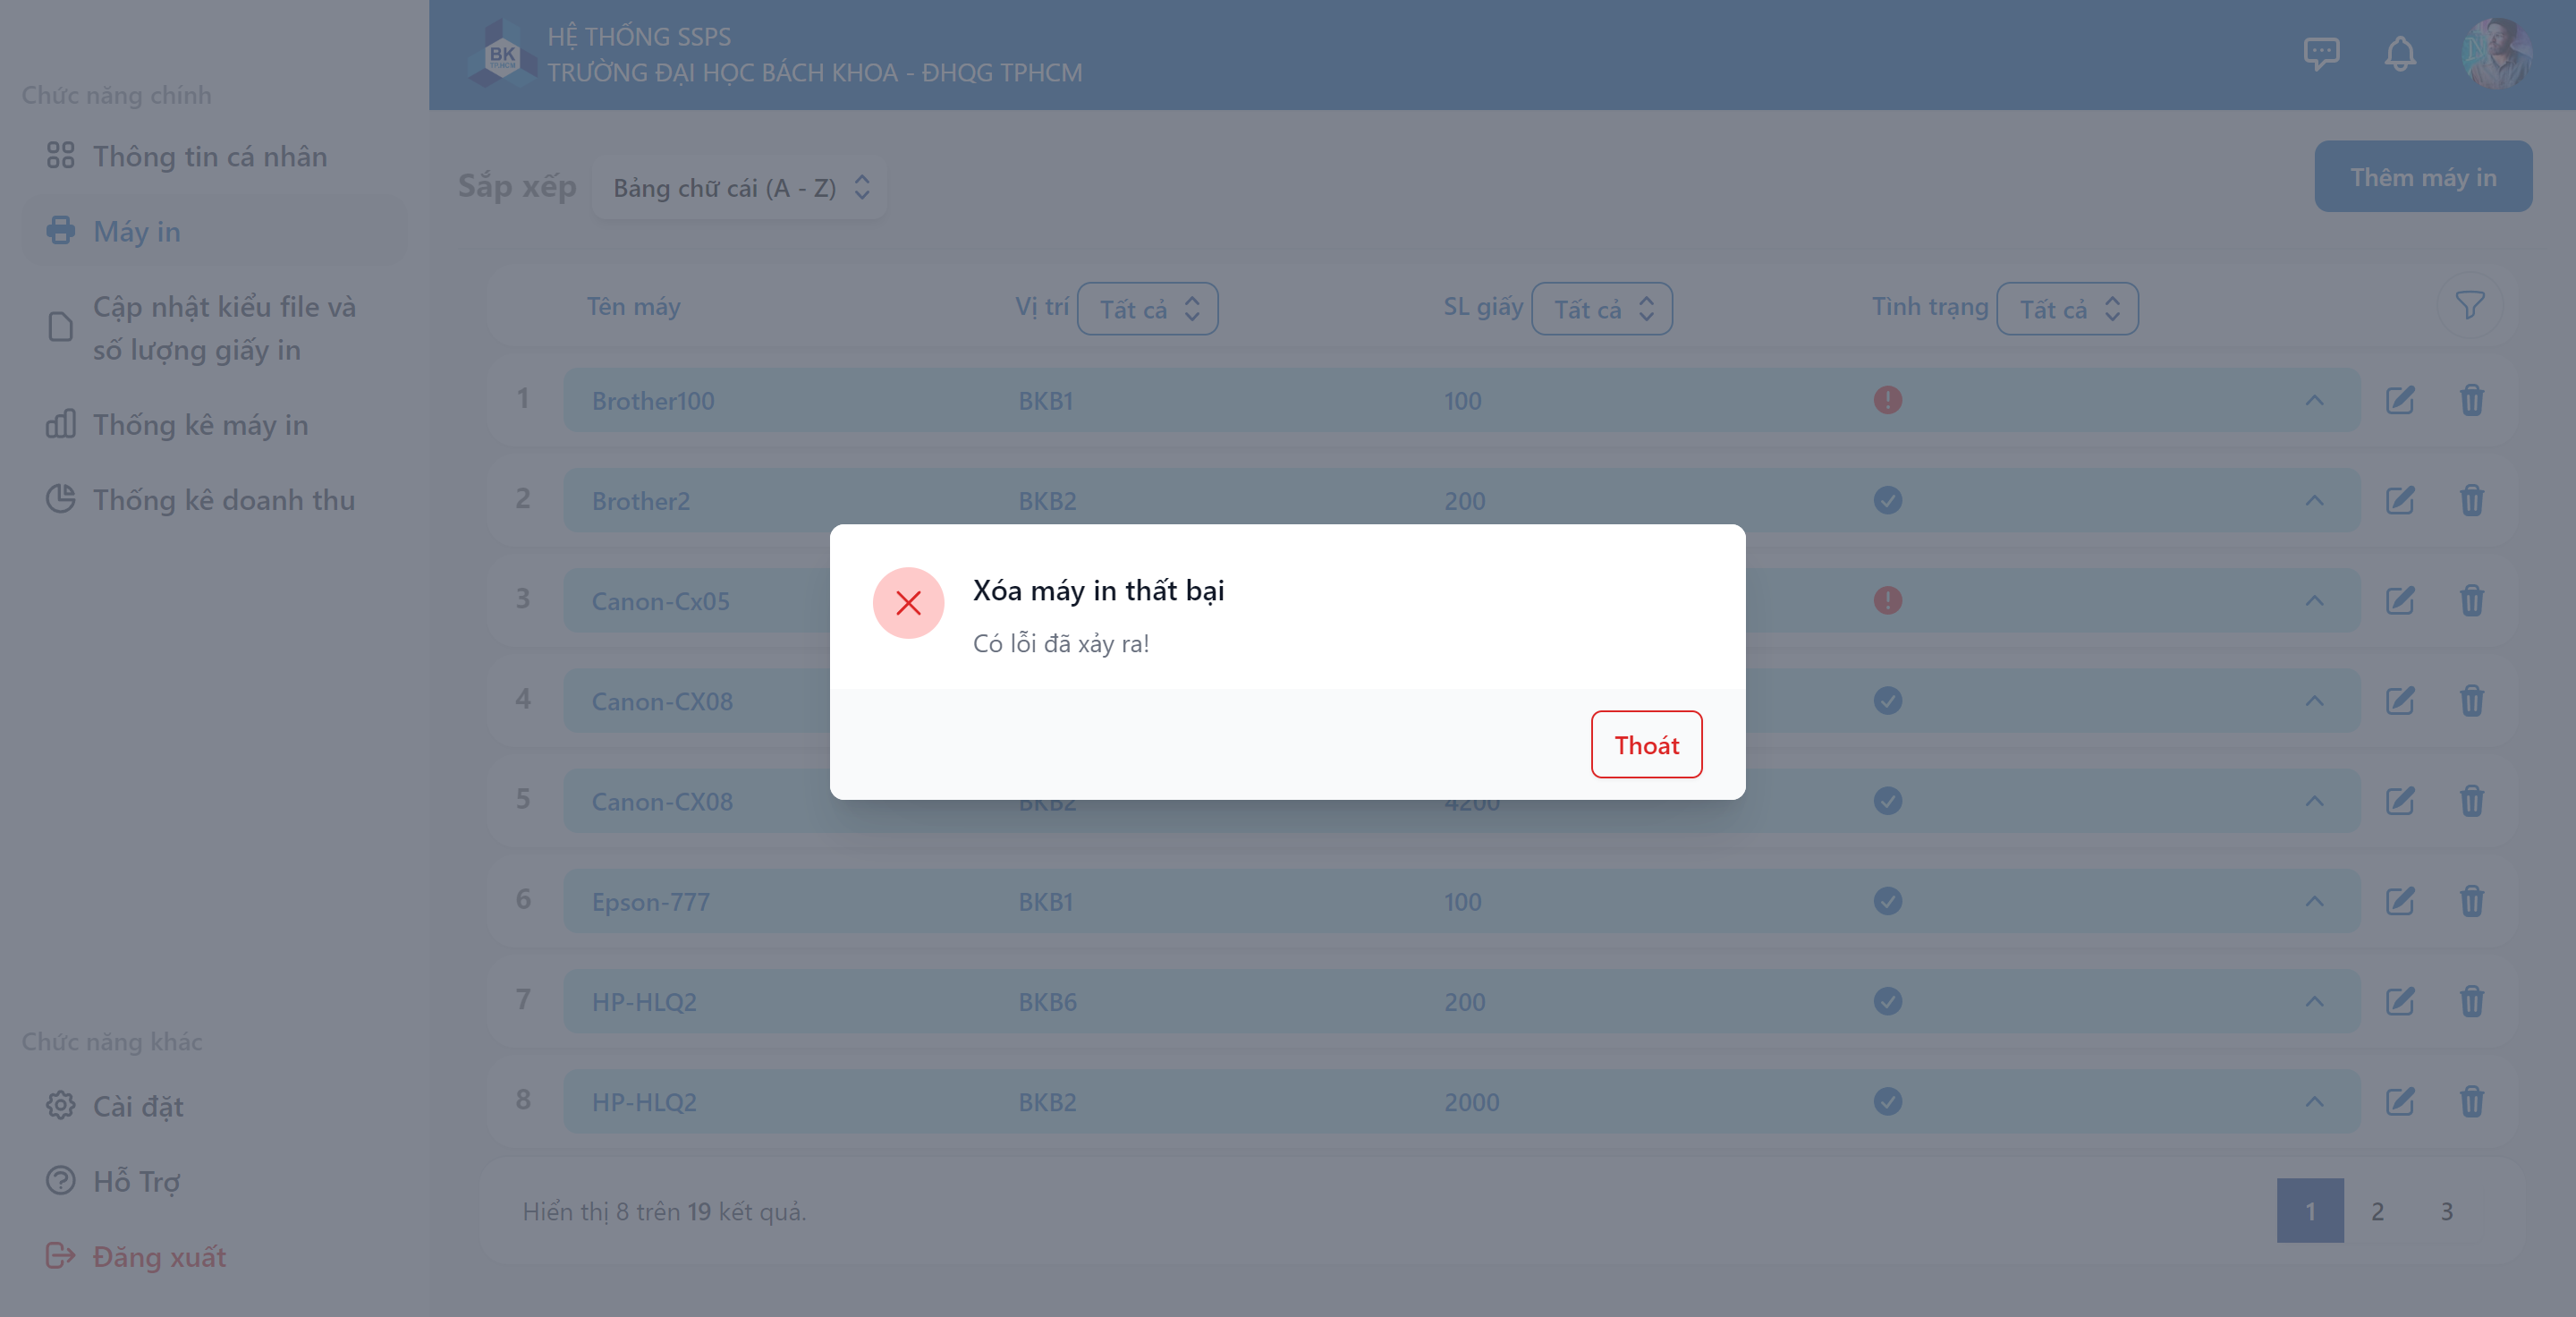 Chức năng chính
Thông tin cá nhân
Máy in
Cập nhật kiểu file và
số lượng giấy in
Thống kê máy in
Thống kê doanh thu
Chức năng khác
Cài đặt
Hỗ Trợ
Đăng xuất
BK
TP.HCM
HỆ THỐNG SSPS
TRƯỜNG ĐẠI HỌC BÁCH KHOA - ĐHQG TPHCM
Sắp xếp Bảng chữ cái (A - Z)
Thêm máy in
Tên máy Vị trí Tất cả SL giấy Tất cả Tình trạng Tất cả
1 Brother100 BKB1 100
2 Brother2 BKB2 200
3 Canon-Cx05
4 Canon-CX08
5 Canon-CX08 BKB2 4200
6 Epson-777 BKB1 100
7 HP-HLQ2 BKB6 200
8 HP-HLQ2 BKB2 2000
Hiển thị 8 trên 19 kết quả.
1 2 3
Xóa máy in thất bại
Có lỗi đã xảy ra!
Thoát